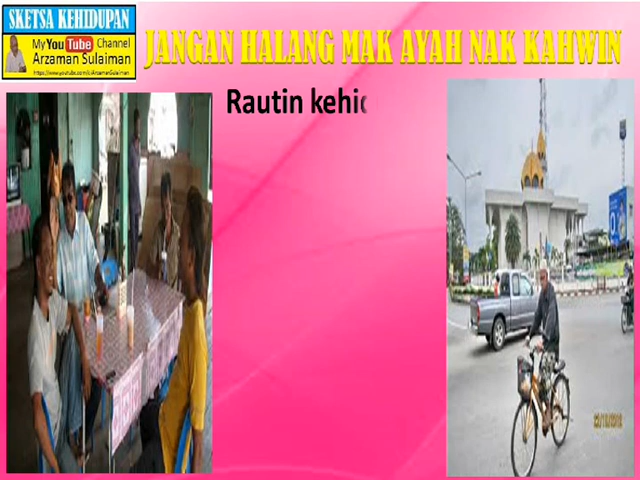 SKETSA KEHIDUPAN
My YouTube Channel
Arzaman Sulaiman
JANGAN HALANG MAK AYAH NAK KAHWIN
Rautin kehid